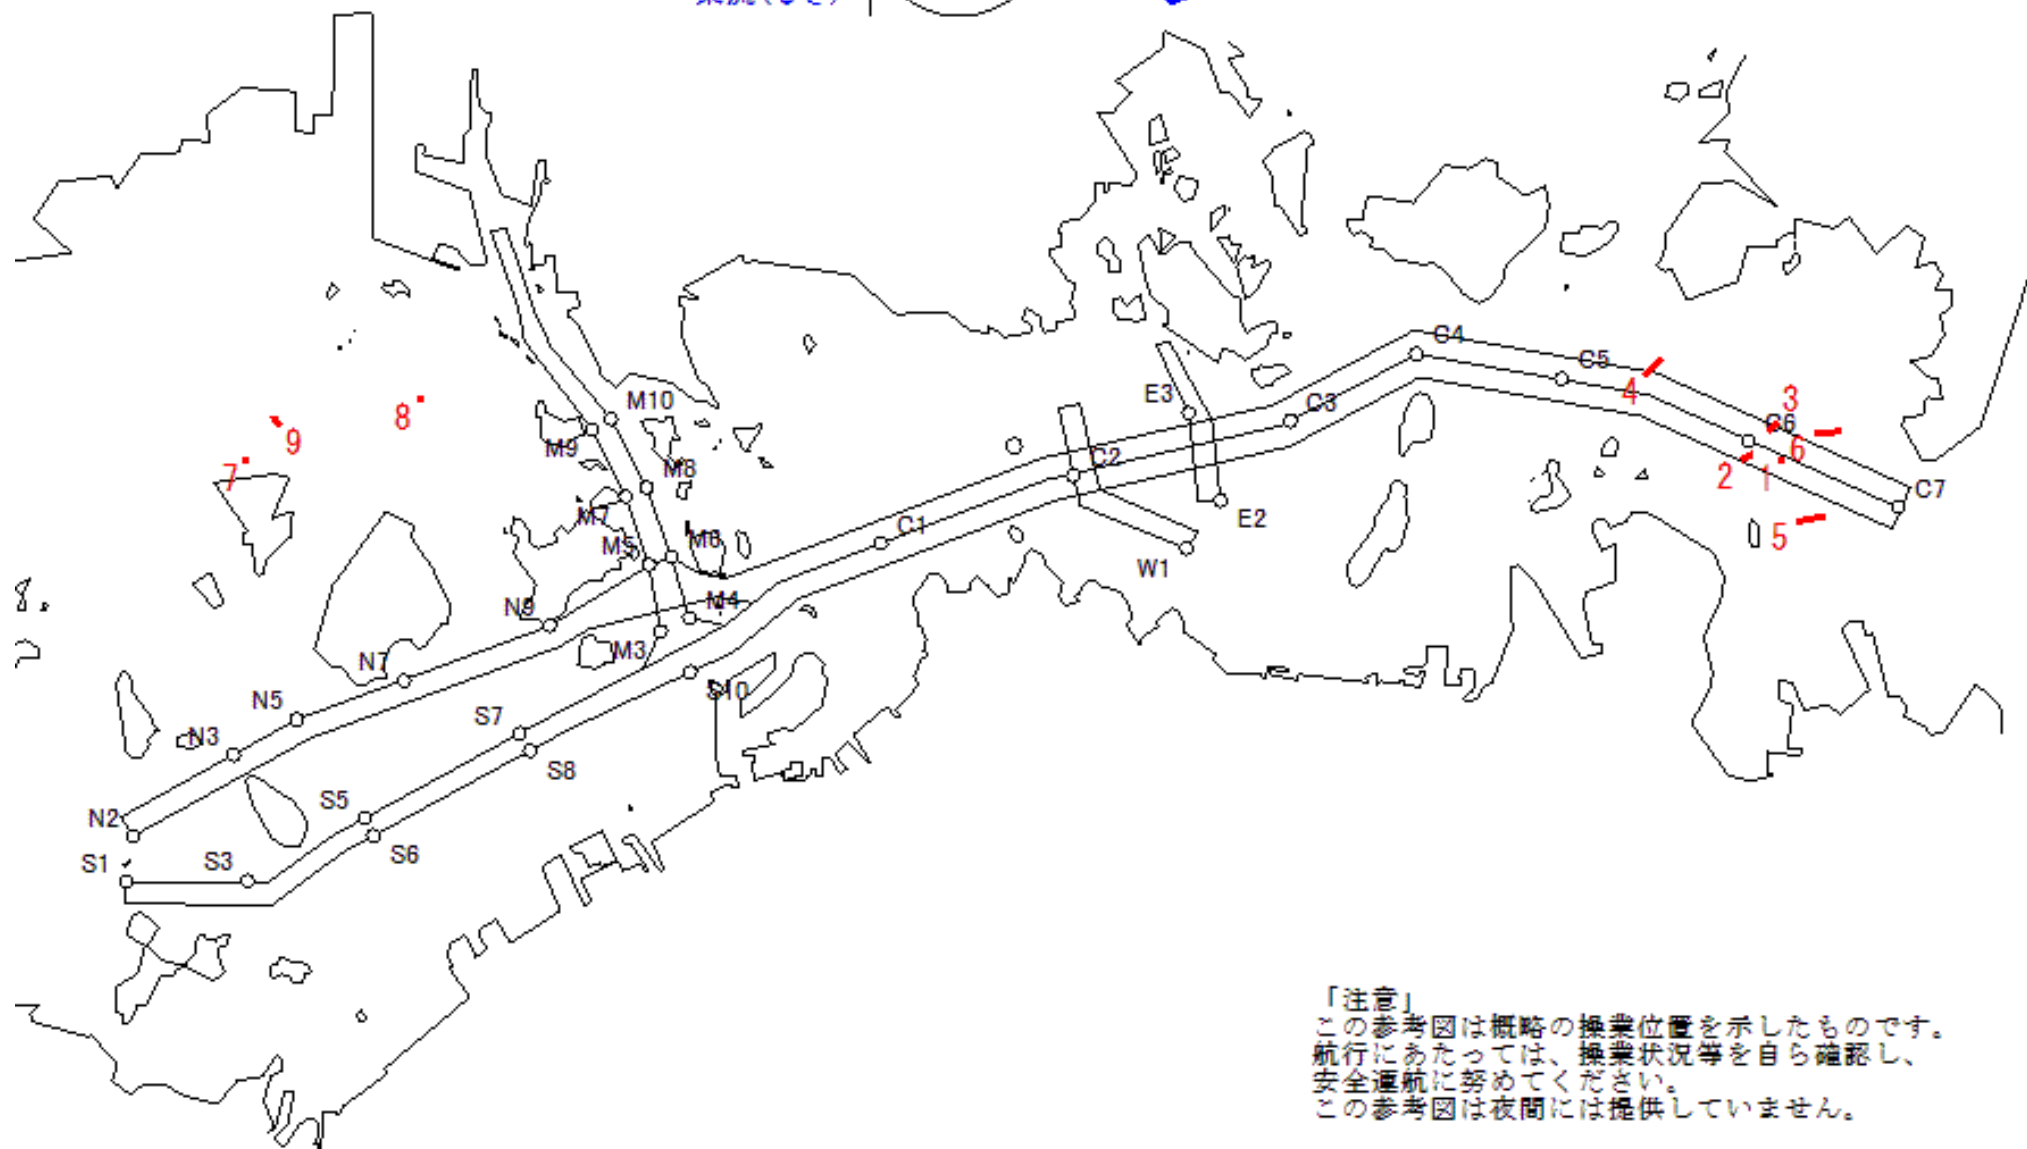 C4
C5
4
3
E3
M10
8
C3
C6
9
M9
6
7
M8
C2
2
1
C7
M7
E2
C1
5
M5
M6
W1
N9
M4
M3
N7
S10
N5
S7
N3
S8
S5
N2
S6
S1
S3
「注意」
この参考図は概略の操業位置を示したものです。
航行にあたっては、操業状況等を自ら確認し、
安全運航に努めてください。
この参考図は夜間には提供していません。